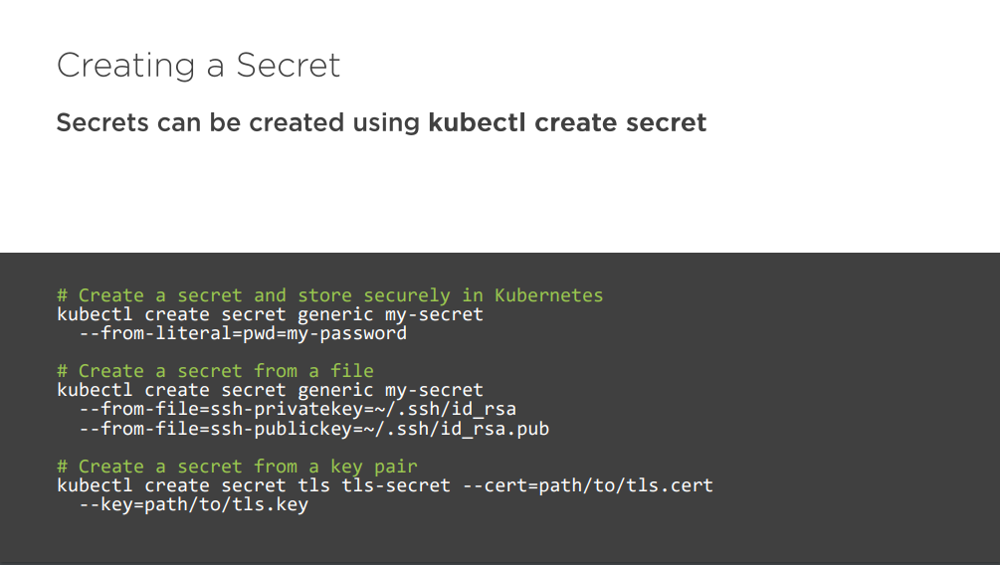 Creating a Secret
Secrets can be created using kubectl create secret
# Create a secret and store securely in Kubernetes
kubectl create secret generic my-secret
  --from-literal=pwd=my-password
# Create a secret from a file
kubectl create secret generic my-secret
  --from-file=ssh-privatekey=~/.ssh/id_rsa
  --from-file=ssh-publickey=~/.ssh/id_rsa.pub
# Create a secret from a key pair
kubectl create secret tls tls-secret --cert=path/to/tls.cert
  --key=path/to/tls.key